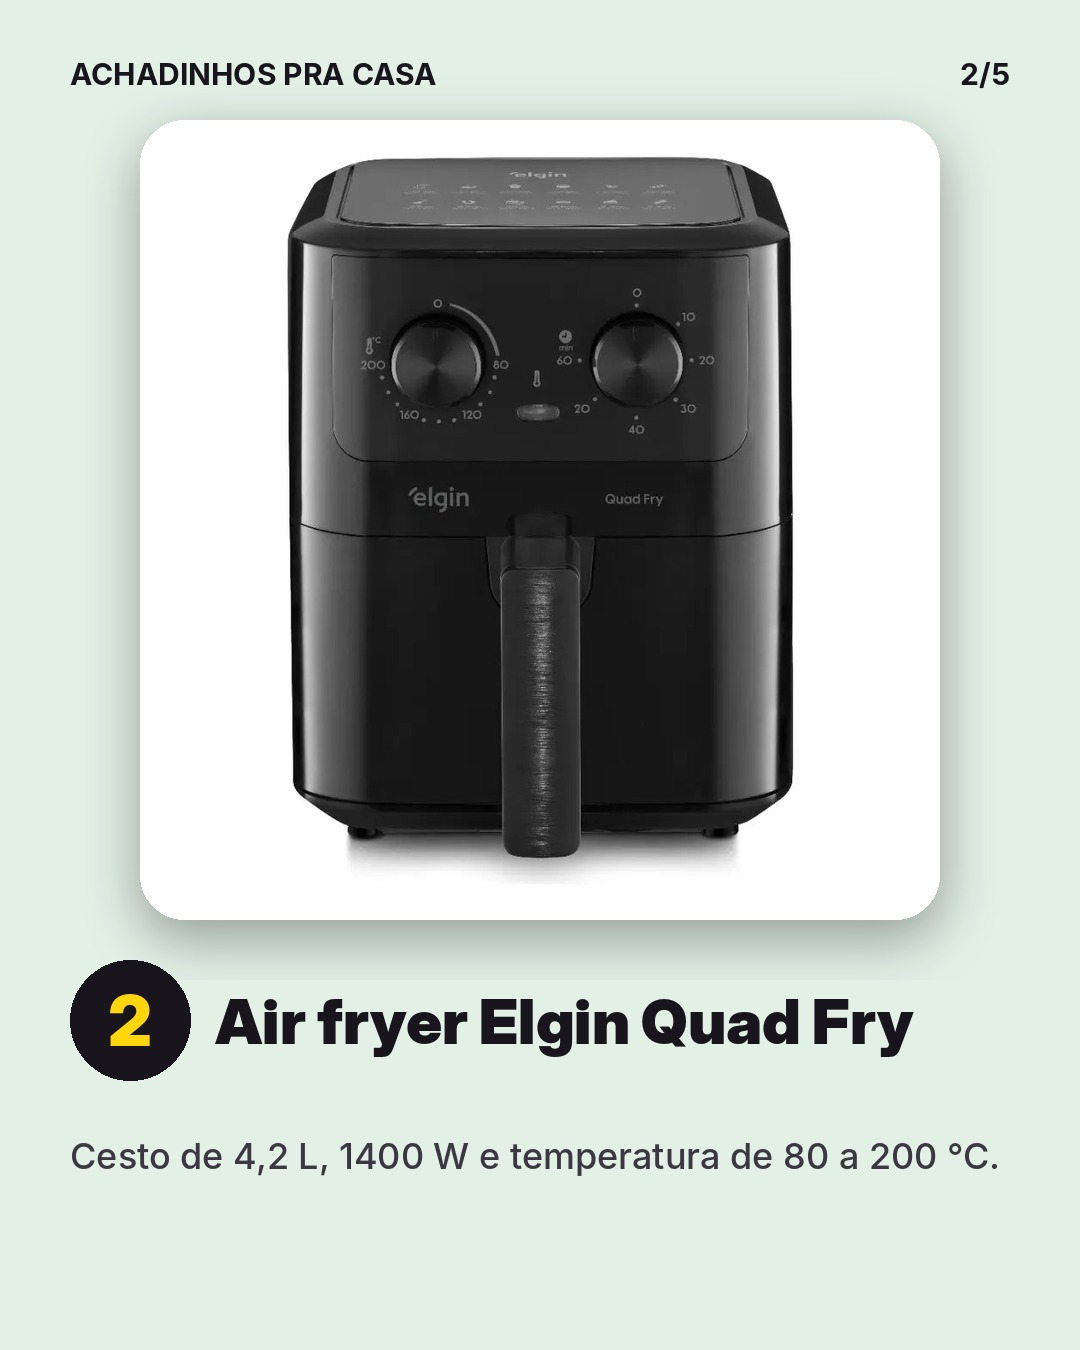 ACHADINHOS PRA CASA
2/5
elgin
0
°C
200
80
160
120
0
10
min
60
20
20
30
40
elgin
Quad Fry
2
Air fryer Elgin Quad Fry
Cesto de 4,2 L, 1400 W e temperatura de 80 a 200 °C.